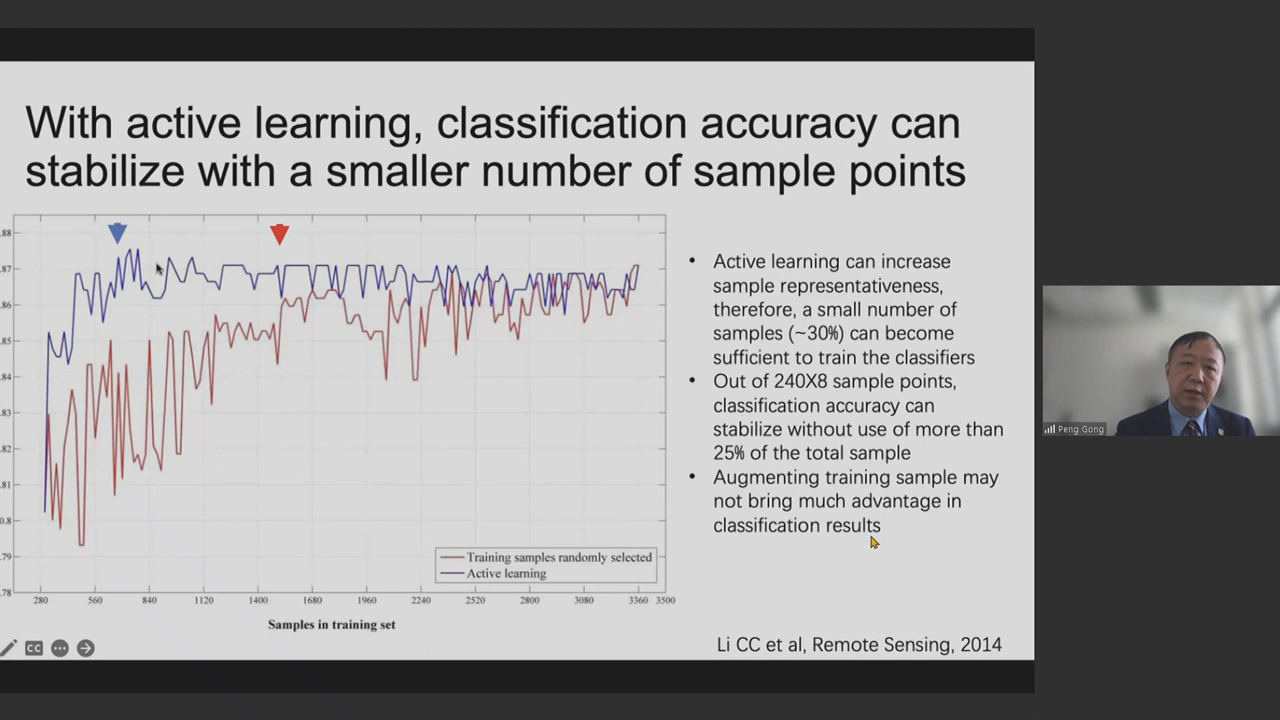 With active learning, classification accuracy can
stabilize with a smaller number of sample points
.88
.87
.86
.85
.84
.83
.82
.81
0.8
.79
.78
280 560 840 1120 1400 1680 1960 2240 2520 2800 3080 3360 3500
Samples in training set
Training samples randomly selected
Active learning
• Active learning can increase
sample representativeness,
therefore, a small number of
samples (~30%) can become
sufficient to train the classifiers
• Out of 240X8 sample points,
classification accuracy can
stabilize without use of more than
25% of the total sample
• Augmenting training sample may
not bring much advantage in
classification results
Li CC et al, Remote Sensing, 2014
CC
Peng Gong